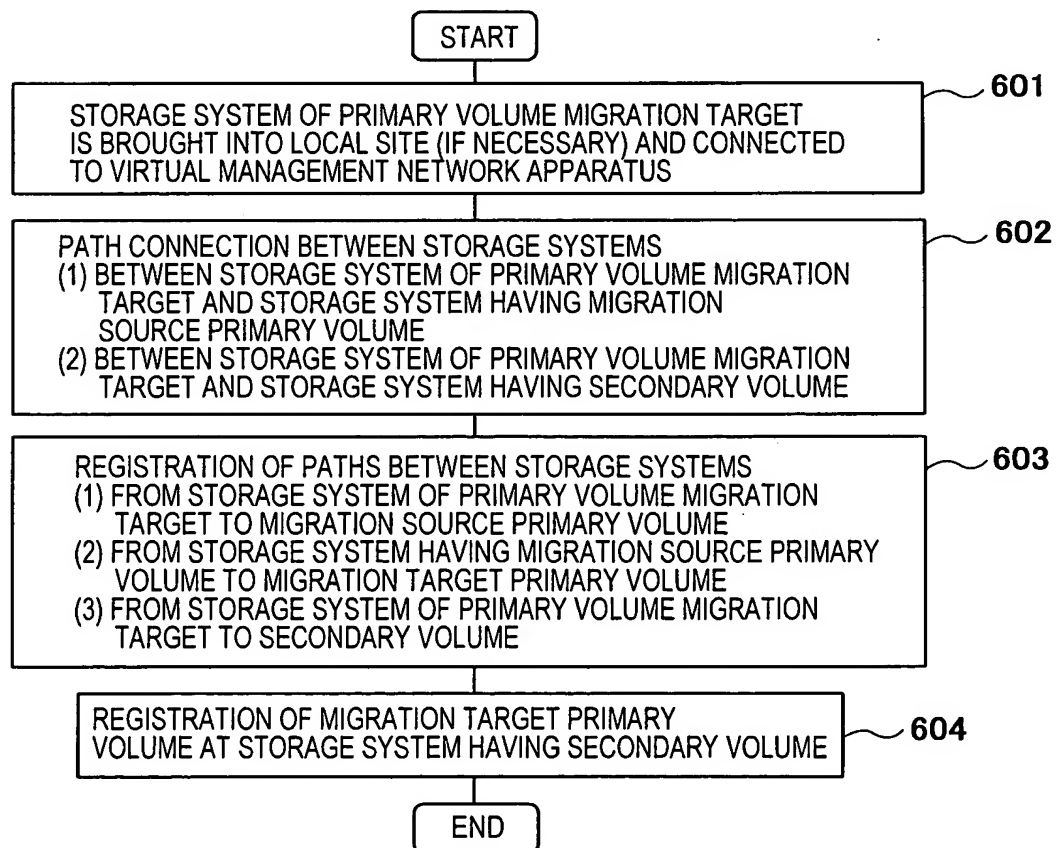 START
601
STORAGE SYSTEM OF PRIMARY VOLUME MIGRATION TARGET
IS BROUGHT INTO LOCAL SITE (IF NECESSARY) AND CONNECTED
TO VIRTUAL MANAGEMENT NETWORK APPARATUS
602
PATH CONNECTION BETWEEN STORAGE SYSTEMS
(1) BETWEEN STORAGE SYSTEM OF PRIMARY VOLUME MIGRATION
TARGET AND STORAGE SYSTEM HAVING MIGRATION
SOURCE PRIMARY VOLUME
(2) BETWEEN STORAGE SYSTEM OF PRIMARY VOLUME MIGRATION
TARGET AND STORAGE SYSTEM HAVING SECONDARY VOLUME
603
REGISTRATION OF PATHS BETWEEN STORAGE SYSTEMS
(1) FROM STORAGE SYSTEM OF PRIMARY VOLUME MIGRATION
TARGET TO MIGRATION SOURCE PRIMARY VOLUME
(2) FROM STORAGE SYSTEM HAVING MIGRATION SOURCE PRIMARY
VOLUME TO MIGRATION TARGET PRIMARY VOLUME
(3) FROM STORAGE SYSTEM OF PRIMARY VOLUME MIGRATION
TARGET TO SECONDARY VOLUME
REGISTRATION OF MIGRATION TARGET PRIMARY
VOLUME AT STORAGE SYSTEM HAVING SECONDARY VOLUME
604
END